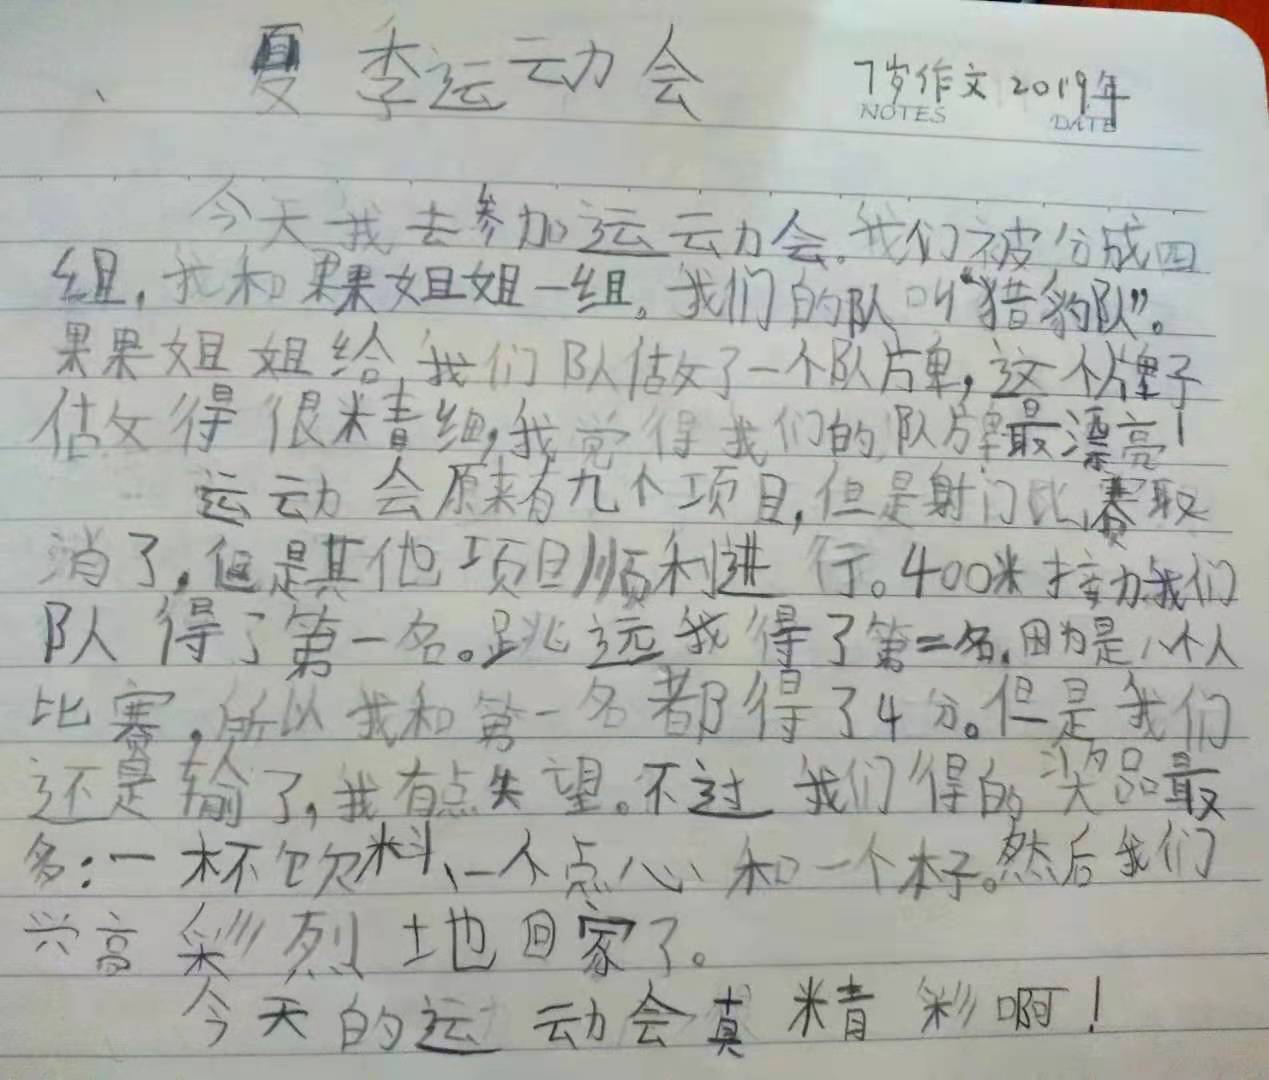 夏季运动会
7岁作文 2019年
NOTES
DATE
今天我去参加运动会。我们被分成四
组，我和果果姐姐一组。我们的队叫“猎豹队”。
果果姐姐给我们队做了一个队牌，这个牌子
做得很精细，我觉得我们的队牌最漂亮！
运动会原来有九个项目，但是射门比赛取
消了，但是其他项目顺利进行。400米接力我们
队得了第一名。跳远我得了第二名，因为是八个人
比赛，所以我和第一名都得了4分。但是我们
还是输了，我有点失望。不过我们得的奖品最
多：一杯饮料、一个点心和一个本子。然后我们
兴高彩烈地回家了。
今天的运动会真精彩啊！